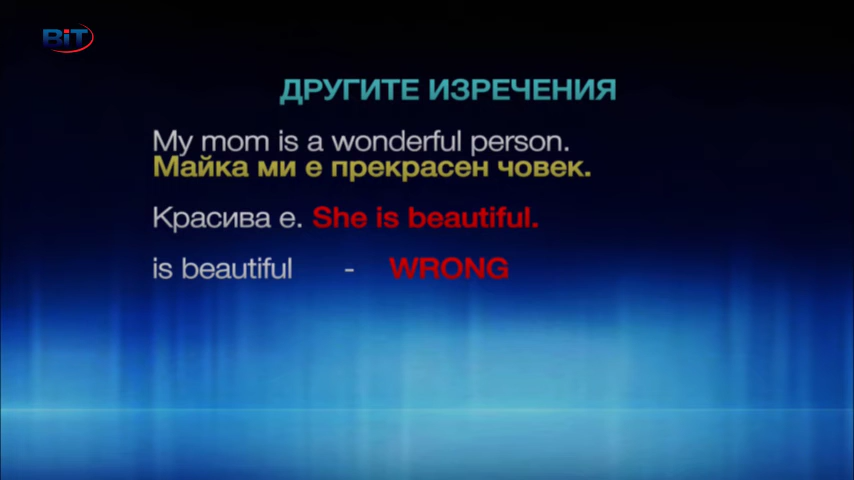 BiT
ДРУГИТЕ ИЗРЕЧЕНИЯ
My mom is a wonderful person.
Майка ми е прекрасен човек.
Красива е. She is beautiful.
is beautiful - WRONG